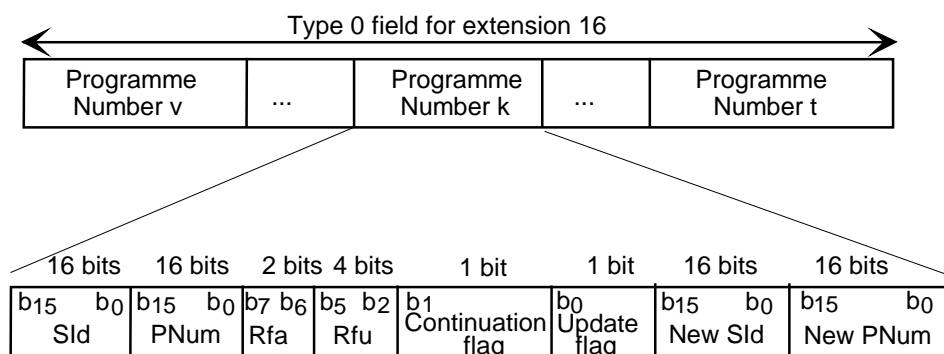 Type 0 field for extension 16
Programme Number v ... Programme Number k ... Programme Number t
16 bits 16 bits 2 bits 4 bits 1 bit 1 bit 16 bits 16 bits
b15 b0 b15 b0 b7 b6 b5 b2 b1 b0 b15 b0 b15 b0
SId PNum Rfa Rfu Continuation flag Update flag New SId New PNum